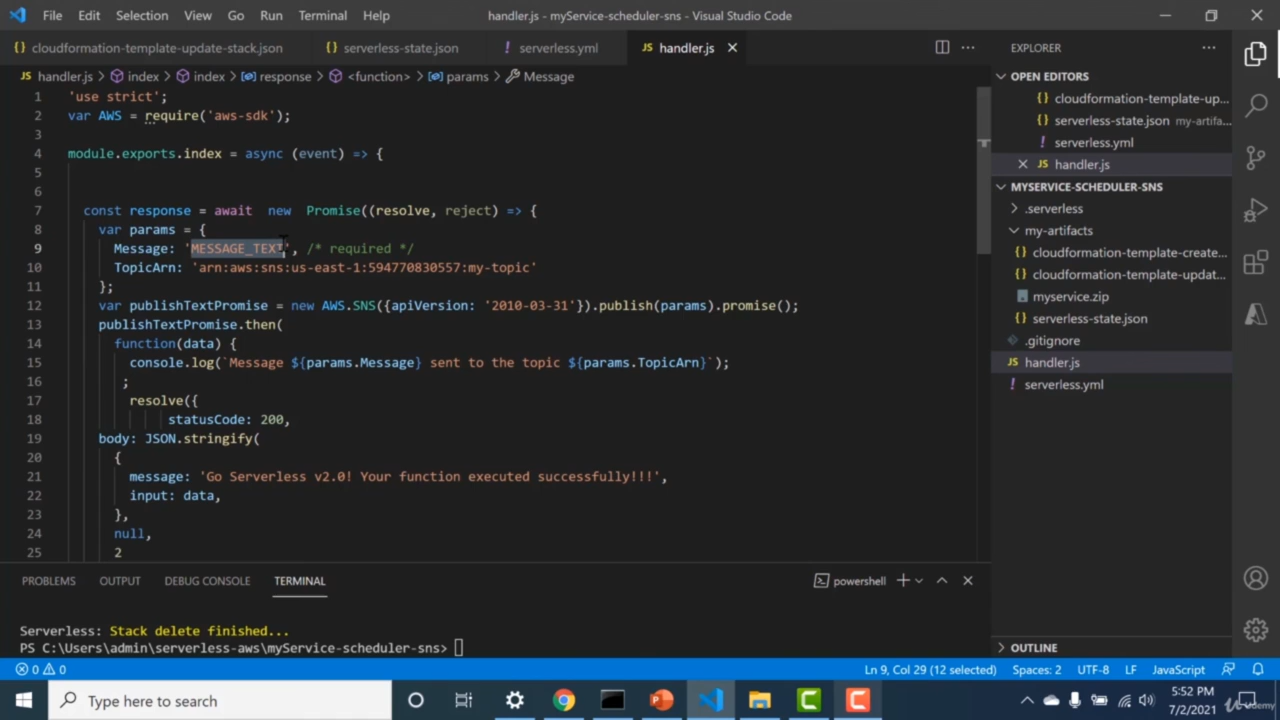 File Edit Selection View Go Run Terminal Help handler.js - myService-scheduler-sns - Visual Studio Code
cloudformation-template-update-stack.json serverless-state.json serverless.yml handler.js
handler.js > index > index > response > <function> > params > Message
1 'use strict';
2 var AWS = require('aws-sdk');
3
4 module.exports.index = async (event) => {
5
6
7 const response = await new Promise((resolve, reject) => {
8 var params = {
9 Message: 'MESSAGE_TEXT', /* required */
10 TopicArn: 'arn:aws:sns:us-east-1:594770830557:my-topic'
11 };
12 var publishTextPromise = new AWS.SNS({apiVersion: '2010-03-31'}).publish(params).promise();
13 publishTextPromise.then(
14 function(data) {
15 console.log(`Message ${params.Message} sent to the topic ${params.TopicArn}`);
16 ;
17 resolve({
18 statusCode: 200,
19 body: JSON.stringify(
20 {
21 message: 'Go Serverless v2.0! Your function executed successfully!!!',
22 input: data,
23 },
24 null,
25 2
EXPLORER
OPEN EDITORS
cloudformation-template-up...
serverless-state.json my-artifa...
serverless.yml
handler.js
MYSERVICE-SCHEDULER-SNS
.serverless
my-artifacts
cloudformation-template-create...
cloudformation-template-updat...
myservice.zip
serverless-state.json
.gitignore
handler.js
serverless.yml
OUTLINE
PROBLEMS OUTPUT DEBUG CONSOLE TERMINAL powershell
Serverless: Stack delete finished...
PS C:\Users\admin\serverless-aws\myService-scheduler-sns>
0 0 Ln 9, Col 29 (12 selected) Spaces: 2 UTF-8 LF JavaScript
Type here to search
5:52 PM
7/2/2021
Udemy